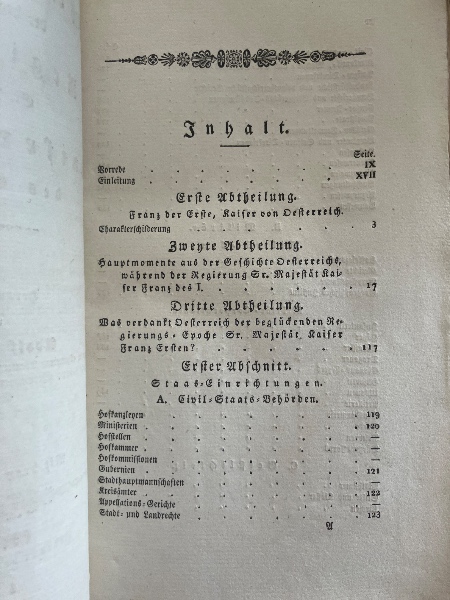 Inhalt.
Seite.
Vorrede . . . . . . . . IX
Einleitung . . . . . . . . XVII
Erste Abtheilung.
Franz der Erste, Kaiser von Oesterreich.
Charakterschilderung . . . . . . 3
Zweyte Abtheilung.
Hauptmomente aus der Geschichte Oesterreichs,
während der Regierung Sr. Majestät Kai-
ser Franz des I. . . . . . . 17
Dritte Abtheilung.
Was verdankt Oesterreich der beglückenden Re-
gierungs-Epoche Sr. Majestät Kaiser
Franz Ersten? . . . . . . . 117
Erster Abschnitt.
Staas-Einrichtungen.
A. Civil-Staats-Behörden.
Hofkanzleyen . . . . . . . 119
Ministerien . . . . . . . 120
Hofstellen . . . . . . . —
Hofkammer . . . . . . . —
Hofkommissionen . . . . . . —
Gubernien . . . . . . . 121
Stadthauptmannschaften . . . . . —
Kreisämter . . . . . . . 122
Appellations-Gerichte . . . . . —
Stadt- und Landrechte . . . . . 123
A